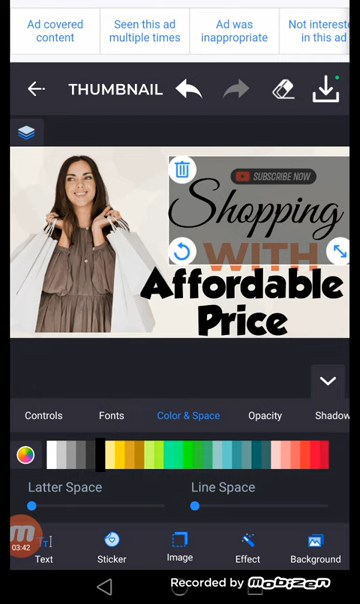 Ad covered content
Seen this ad multiple times
Ad was inappropriate
Not interest in this ad
THUMBNAIL
SUBSCRIBE NOW
Shopping
WITH
Affordable
Price
Controls
Fonts
Color & Space
Opacity
Shadow
Latter Space
Line Space
03:42
Text
Sticker
Image
Effect
Background
Recorded by mobizen